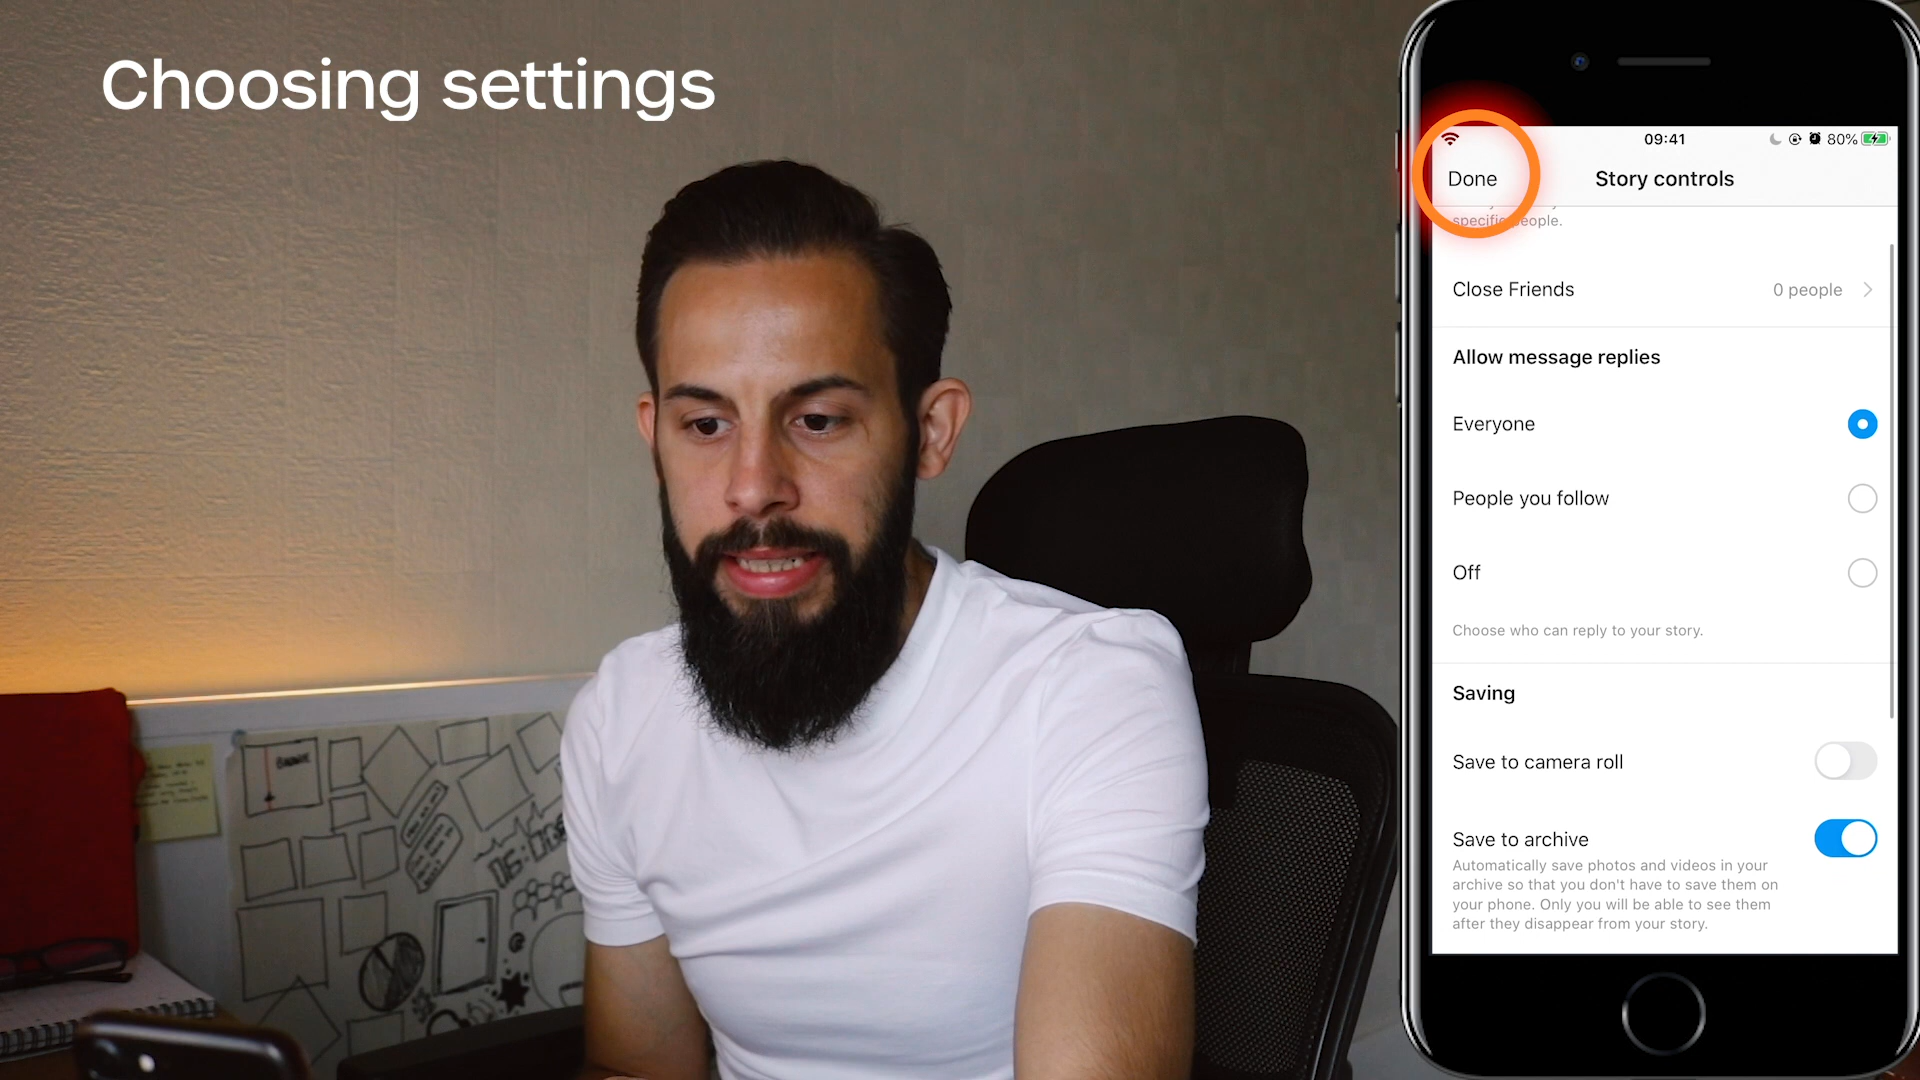 Choosing settings
09:41
80%
Done
Story controls
specific people.
Close Friends
0 people
Allow message replies
Everyone
People you follow
Off
Choose who can reply to your story.
Saving
Save to camera roll
Save to archive
Automatically save photos and videos in your
archive so that you don't have to save them on
your phone. Only you will be able to see them
after they disappear from your story.